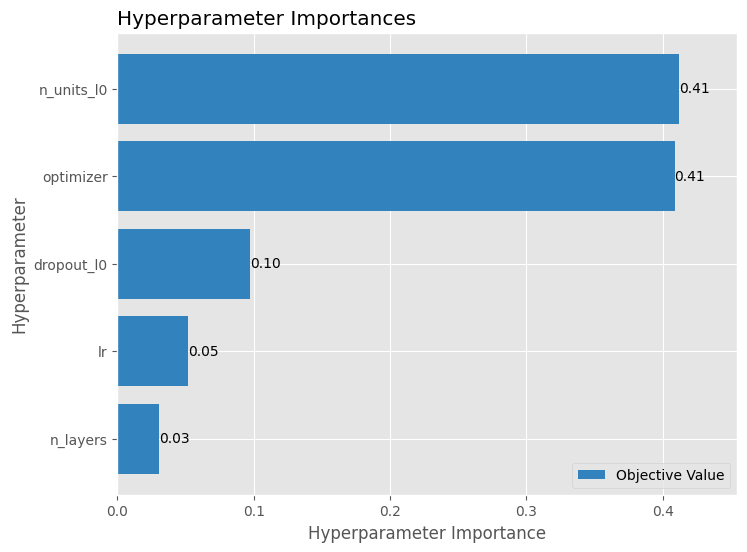 Hyperparameter Importances
Hyperparameter
n_units_l0
0.41
optimizer
0.41
dropout_l0
0.10
lr
0.05
n_layers
0.03
Objective Value
0.0 0.1 0.2 0.3 0.4
Hyperparameter Importance